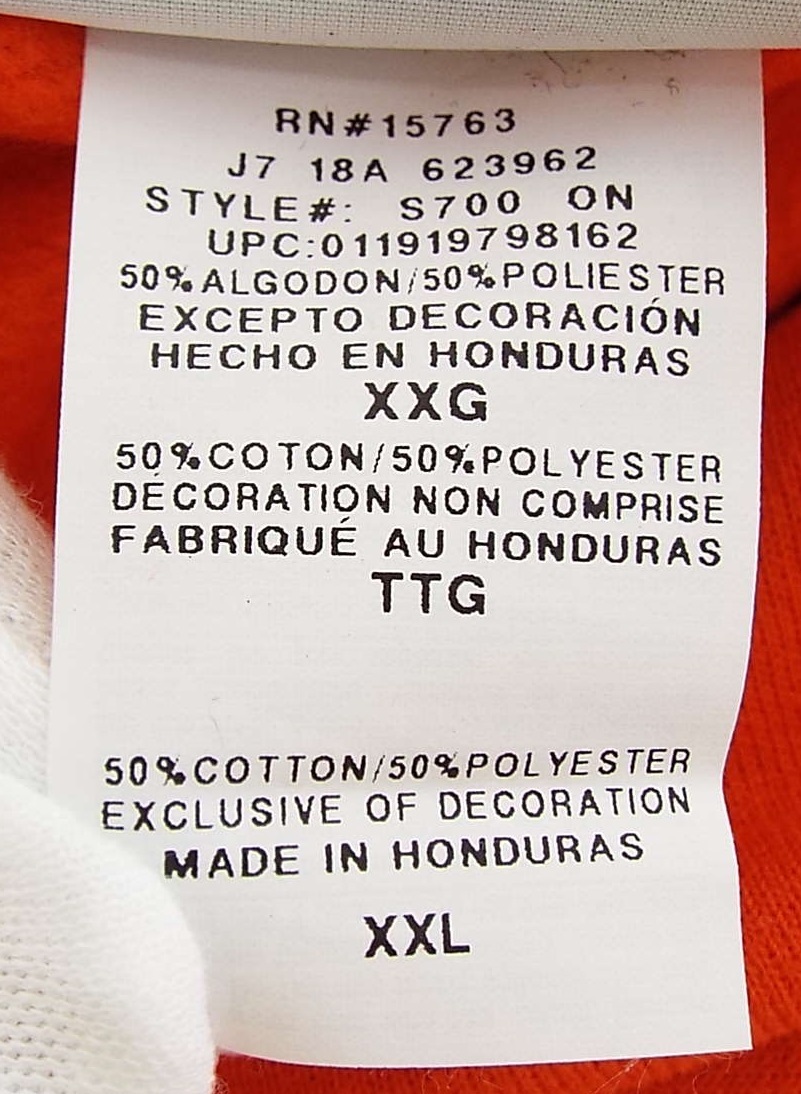 RN#15763
J7 18A 623962
STYLE#: S700 ON
UPC:011919798162
50%ALGODON/50%POLIESTER
EXCEPTO DECORACIÓN
HECHO EN HONDURAS
XXG
50%COTON/50%POLYESTER
DÉCORATION NON COMPRISE
FABRIQUÉ AU HONDURAS
TTG
50%COTTON/50%POLYESTER
EXCLUSIVE OF DECORATION
MADE IN HONDURAS
XXL